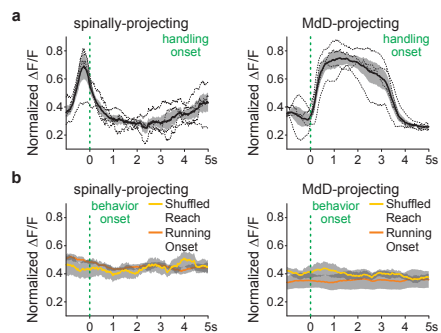 a
spinally-projecting
MdD-projecting
handling
onset
handling
onset
Normalized ΔF/F
0.8
0.6
0.4
0.2
0 1 2 3 4 5s
Normalized ΔF/F
0.8
0.6
0.4
0.2
0 1 2 3 4 5s
b
spinally-projecting
MdD-projecting
behavior
onset
Shuffled
Reach
Running
Onset
behavior
onset
Shuffled
Reach
Running
Onset
Normalized ΔF/F
0.8
0.6
0.4
0.2
0 1 2 3 4 5s
Normalized ΔF/F
0.8
0.6
0.4
0.2
0 1 2 3 4 5s